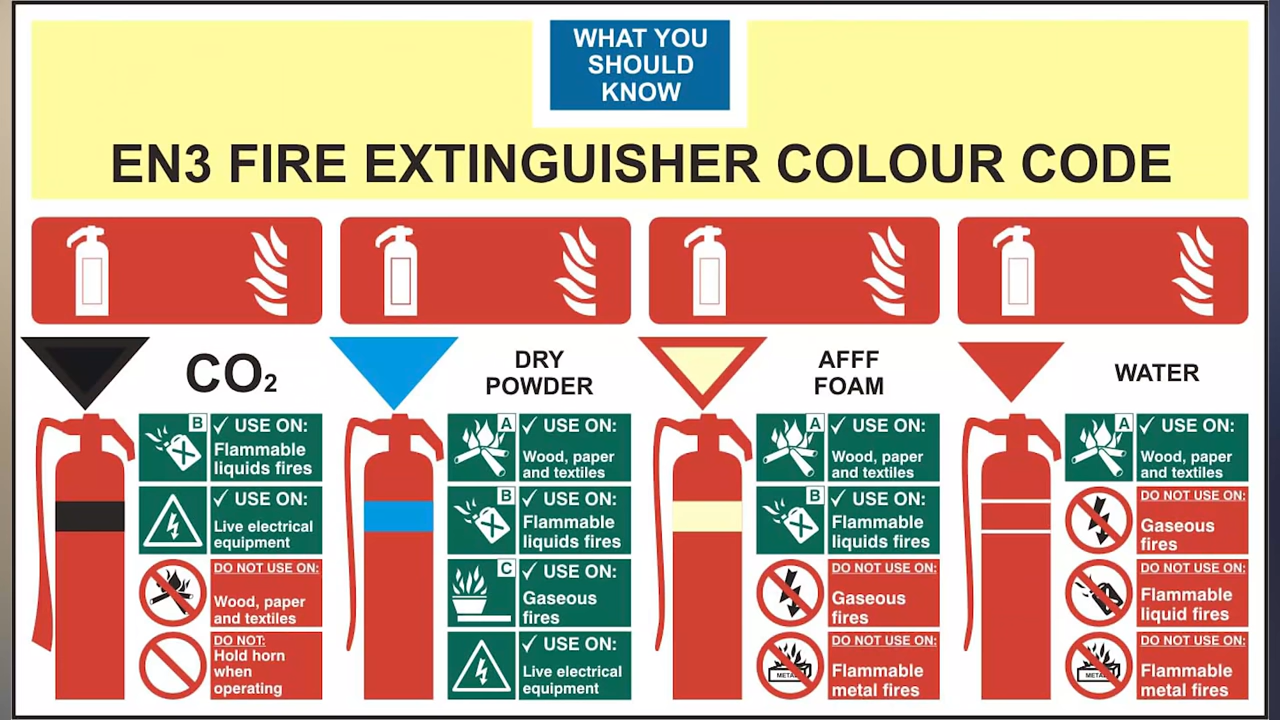 WHAT YOU
SHOULD
KNOW
EN3 FIRE EXTINGUISHER COLOUR CODE
CO₂
B
✓ USE ON:
Flammable
liquids fires
✓ USE ON:
Live electrical
equipment
DO NOT USE ON:
Wood, paper
and textiles
DO NOT:
Hold horn
when
operating
DRY
POWDER
A
✓ USE ON:
Wood, paper
and textiles
B
✓ USE ON:
Flammable
liquids fires
C
✓ USE ON:
Gaseous
fires
✓ USE ON:
Live electrical
equipment
AFFF
FOAM
A
✓ USE ON:
Wood, paper
and textiles
B
✓ USE ON:
Flammable
liquids fires
DO NOT USE ON:
Gaseous
fires
METAL
DO NOT USE ON:
Flammable
metal fires
WATER
A
✓ USE ON:
Wood, paper
and textiles
DO NOT USE ON:
Gaseous
fires
DO NOT USE ON:
Flammable
liquid fires
METAL
DO NOT USE ON:
Flammable
metal fires